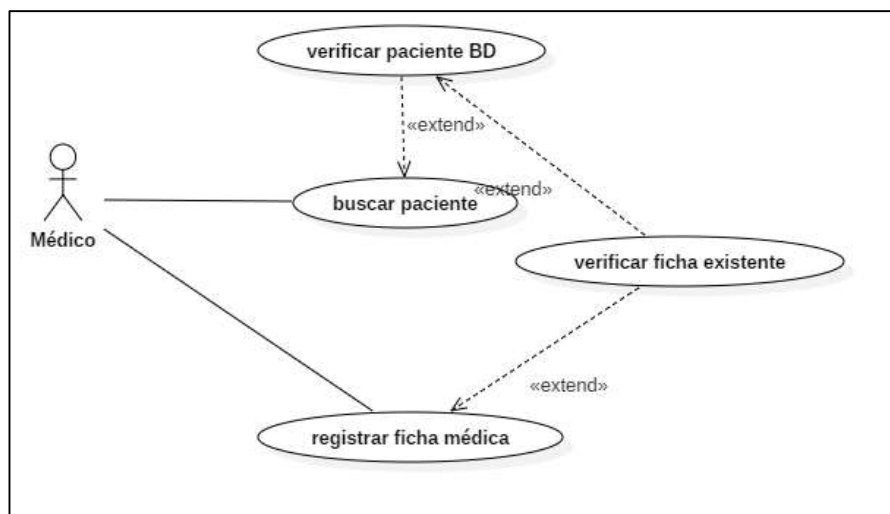 verificar paciente BD
«extend»
«extend»
buscar paciente
Médico
verificar ficha existente
«extend»
registrar ficha médica